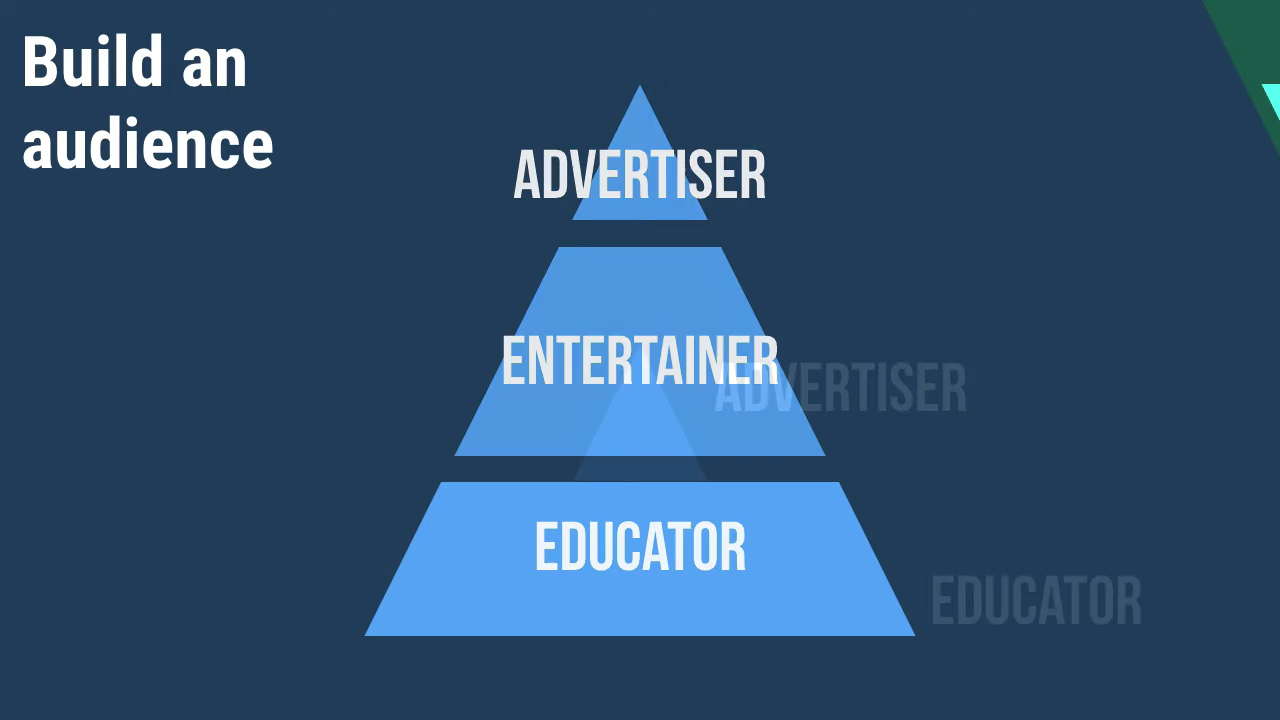 Build an
audience
ADVERTISER
ENTERTAINER
ADVERTISER
EDUCATOR
EDUCATOR